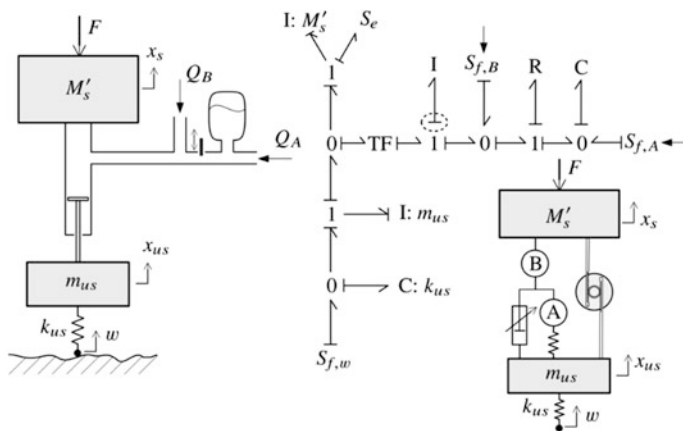 F
x_s
M'_s
Q_B
Q_A
x_us
m_us
k_us
w
I: M'_s
S_e
1
I
S_f,B
R
C
0
TF
1
0
1
0
S_f,A
1
I: m_us
0
C: k_us
S_f,w
F
M'_s
x_s
B
A
m_us
x_us
k_us
w